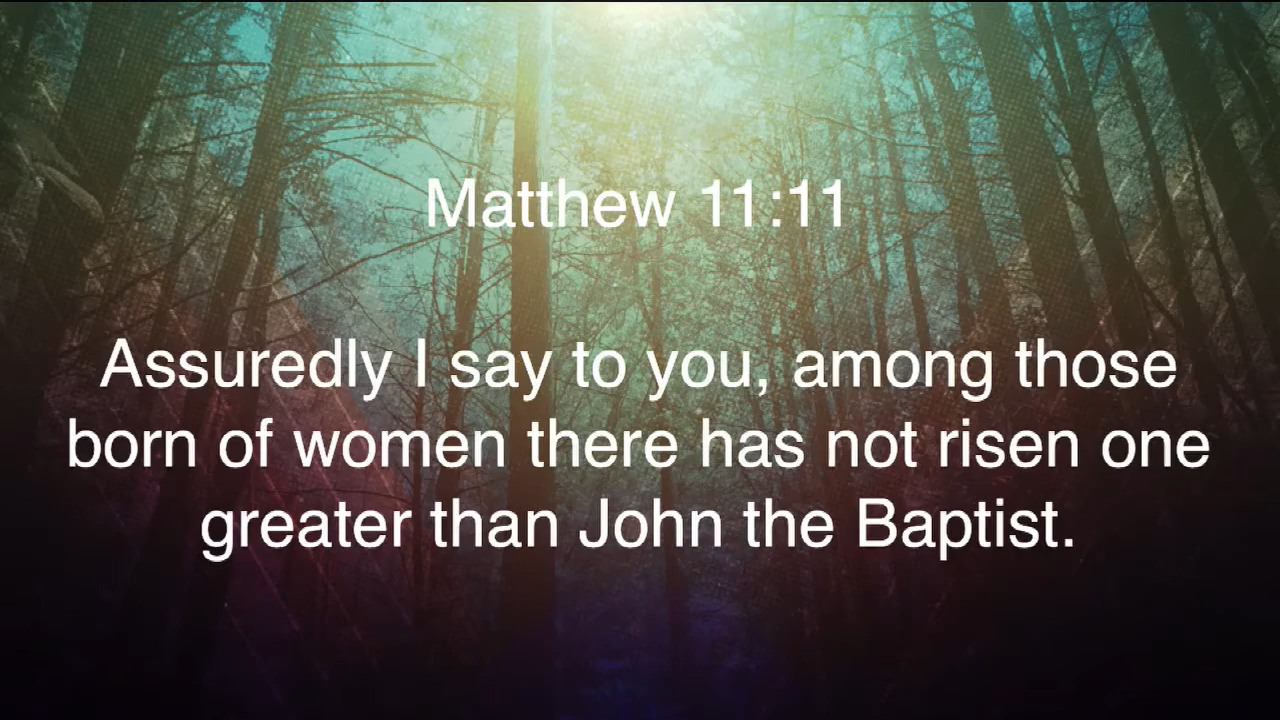 Matthew 11:11
Assuredly I say to you, among those
born of women there has not risen one
greater than John the Baptist.